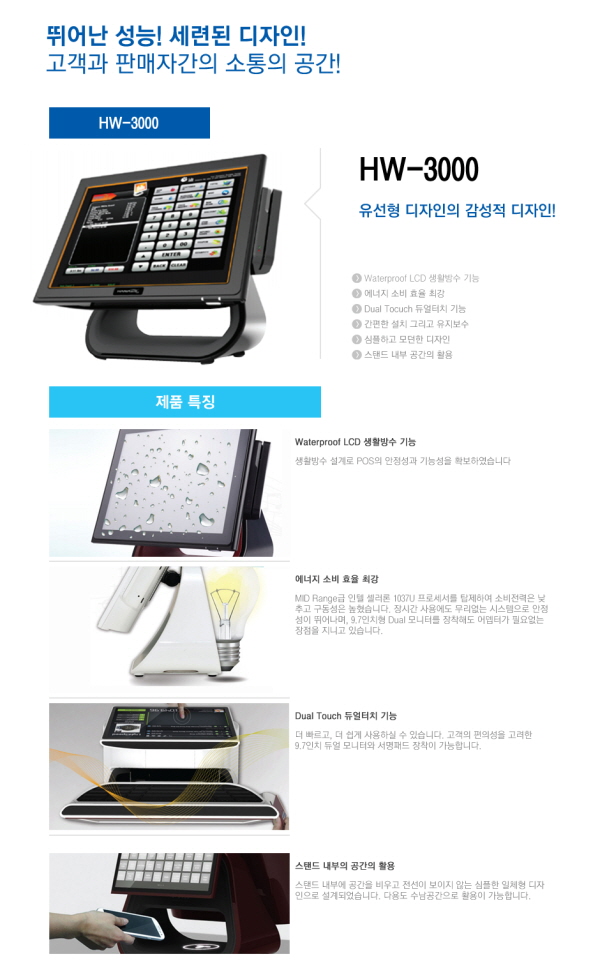 뛰어난 성능! 세련된 디자인!
고객과 판매자간의 소통의 공간!
HW-3000
HW-3000
유선형 디자인의 감성적 디자인!
Waterproof LCD 생활방수 기능
에너지 소비 효율 최강
Dual Tocuch 듀얼터치 기능
간편한 설치 그리고 유지보수
심플하고 모던한 디자인
스탠드 내부 공간의 활용
ENTER
BACK CLEAR
제품 특징
Waterproof LCD 생활방수 기능
생활방수 설계로 POS의 안정성과 기능성을 확보하였습니다
에너지 소비 효율 최강
MID Range급 인텔 셀러론 1037U 프로세서를 탑제하여 소비전력은 낮
추고 구동성은 높혔습니다. 장시간 사용에도 무리없는 시스템으로 안정
성이 뛰어나며, 9.7인치형 Dual 모니터를 장착해도 어뎁터가 필요없는
장점을 지니고 있습니다.
Dual Touch 듀얼터치 기능
더 빠르고, 더 쉽게 사용하실 수 있습니다. 고객의 편의성을 고려한
9.7인치 듀얼 모니터와 서명패드 장착이 가능합니다.
스탠드 내부의 공간의 활용
스탠드 내부에 공간을 비우고 전선이 보이지 않는 심플한 일체형 디자
인으로 설계되었습니다. 다용도 수납공간으로 활용이 가능합니다.